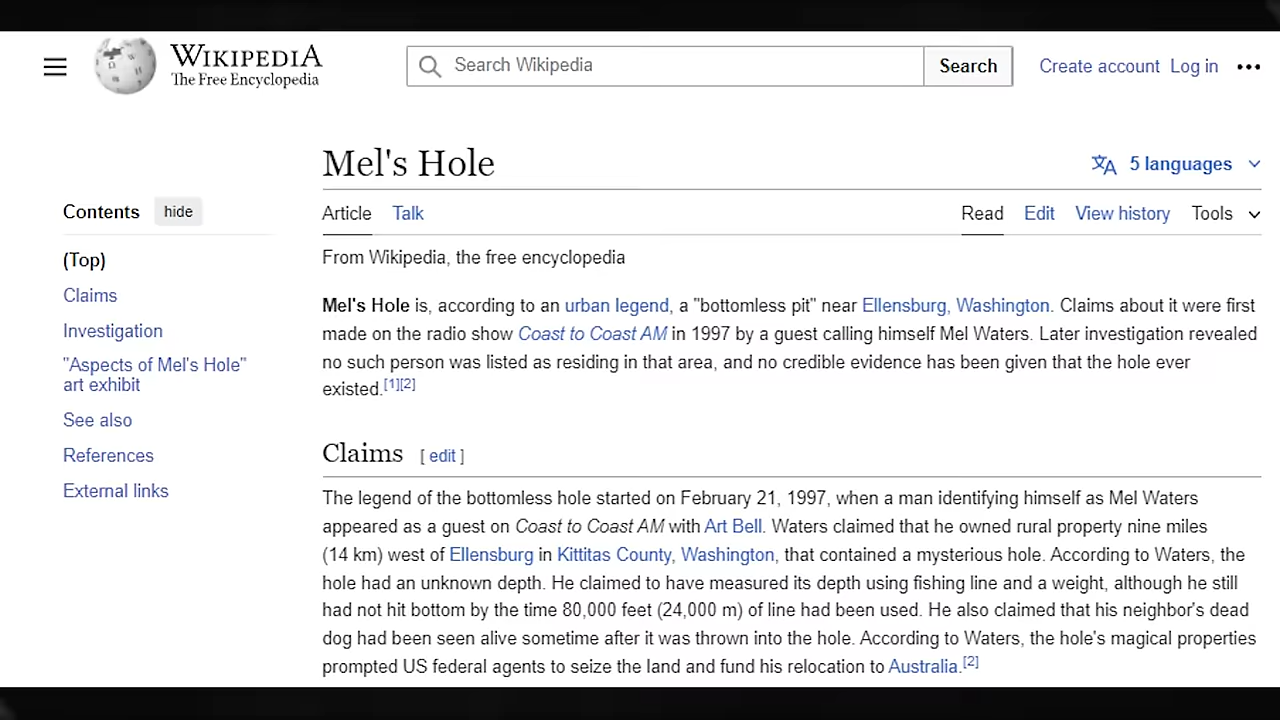 WIKIPEDIA
The Free Encyclopedia
Search Wikipedia
Search
Create account Log in
Mel's Hole
5 languages
Contents hide
Article Talk
Read Edit View history Tools
(Top)
From Wikipedia, the free encyclopedia
Claims
Investigation
"Aspects of Mel's Hole"
art exhibit
See also
References
External links
Mel's Hole is, according to an urban legend, a "bottomless pit" near Ellensburg, Washington. Claims about it were first
made on the radio show Coast to Coast AM in 1997 by a guest calling himself Mel Waters. Later investigation revealed
no such person was listed as residing in that area, and no credible evidence has been given that the hole ever
existed.[1][2]
Claims [ edit ]
The legend of the bottomless hole started on February 21, 1997, when a man identifying himself as Mel Waters
appeared as a guest on Coast to Coast AM with Art Bell. Waters claimed that he owned rural property nine miles
(14 km) west of Ellensburg in Kittitas County, Washington, that contained a mysterious hole. According to Waters, the
hole had an unknown depth. He claimed to have measured its depth using fishing line and a weight, although he still
had not hit bottom by the time 80,000 feet (24,000 m) of line had been used. He also claimed that his neighbor's dead
dog had been seen alive sometime after it was thrown into the hole. According to Waters, the hole's magical properties
prompted US federal agents to seize the land and fund his relocation to Australia.[2]